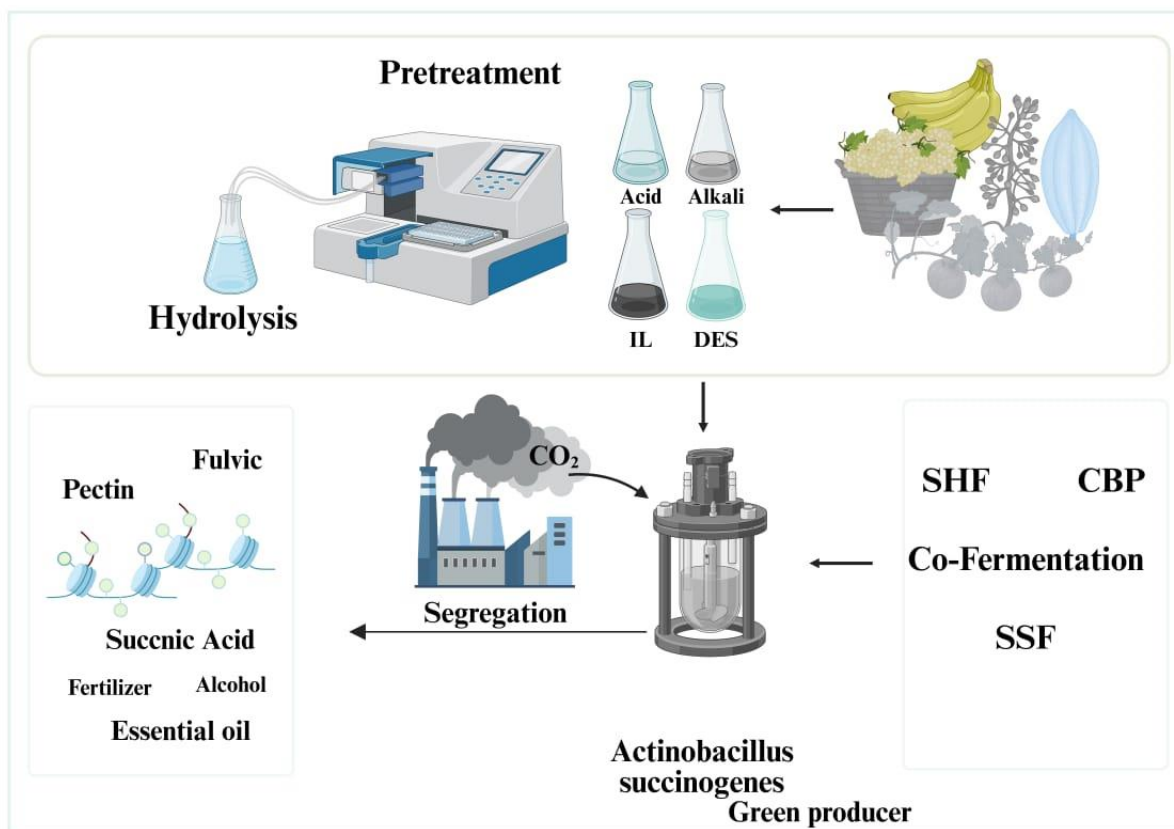 Pretreatment
Acid
Alkali
IL
DES
Hydrolysis
CO₂
Segregation
Fulvic
Pectin
Succnic Acid
Fertilizer
Alcohol
Essential oil
SHF
CBP
Co-Fermentation
SSF
Actinobacillus
succinogenes
Green producer